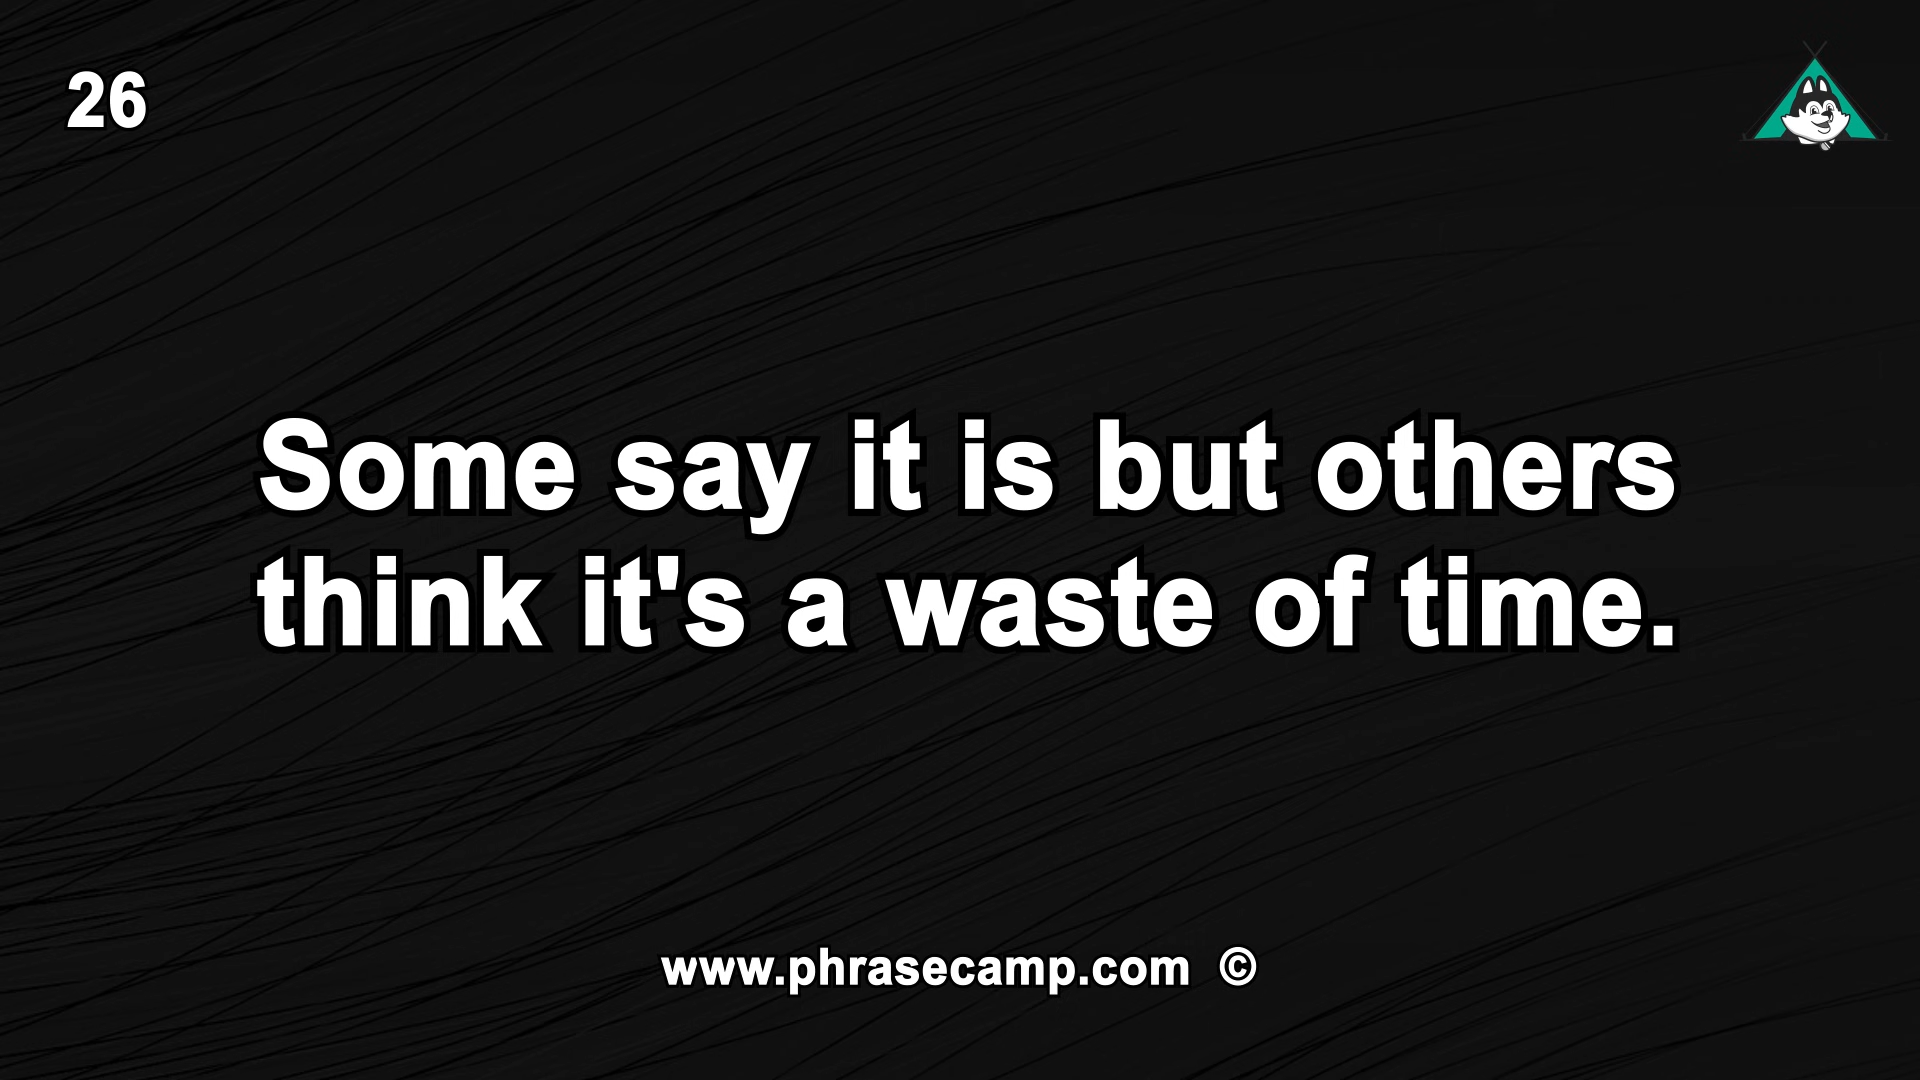 26
Some say it is but others
think it's a waste of time.
www.phrasecamp.com ©